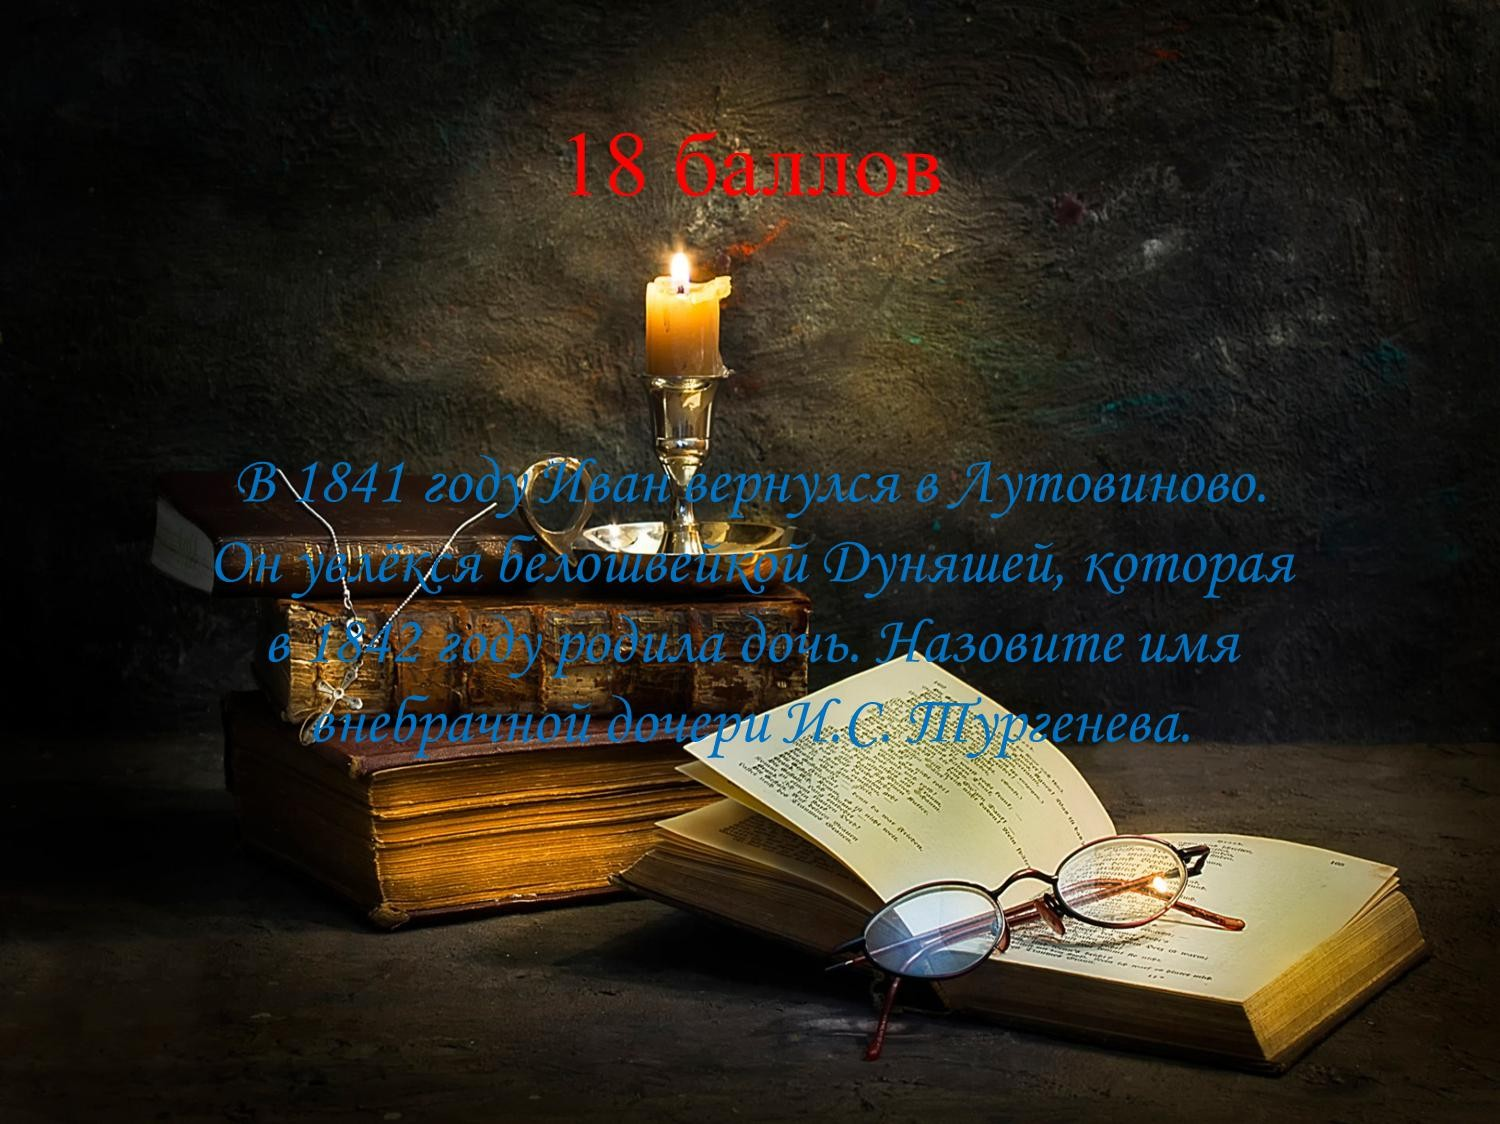 18 баллов
В 1841 году Иван вернулся в Лутовиново.
Он увлёкся белошвейкой Дуняшей, которая
в 1842 году родила дочь. Назовите имя
внебрачной дочери И.С. Тургенева.